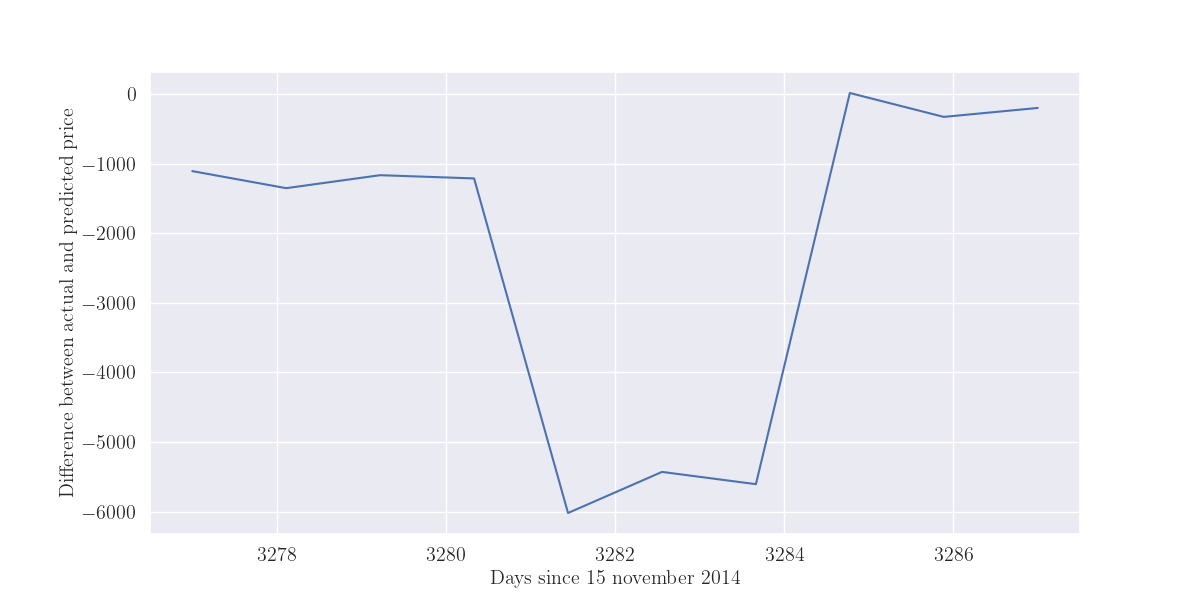 Difference between actual and predicted price
0
−1000
−2000
−3000
−4000
−5000
−6000
3278 3280 3282 3284 3286
Days since 15 november 2014